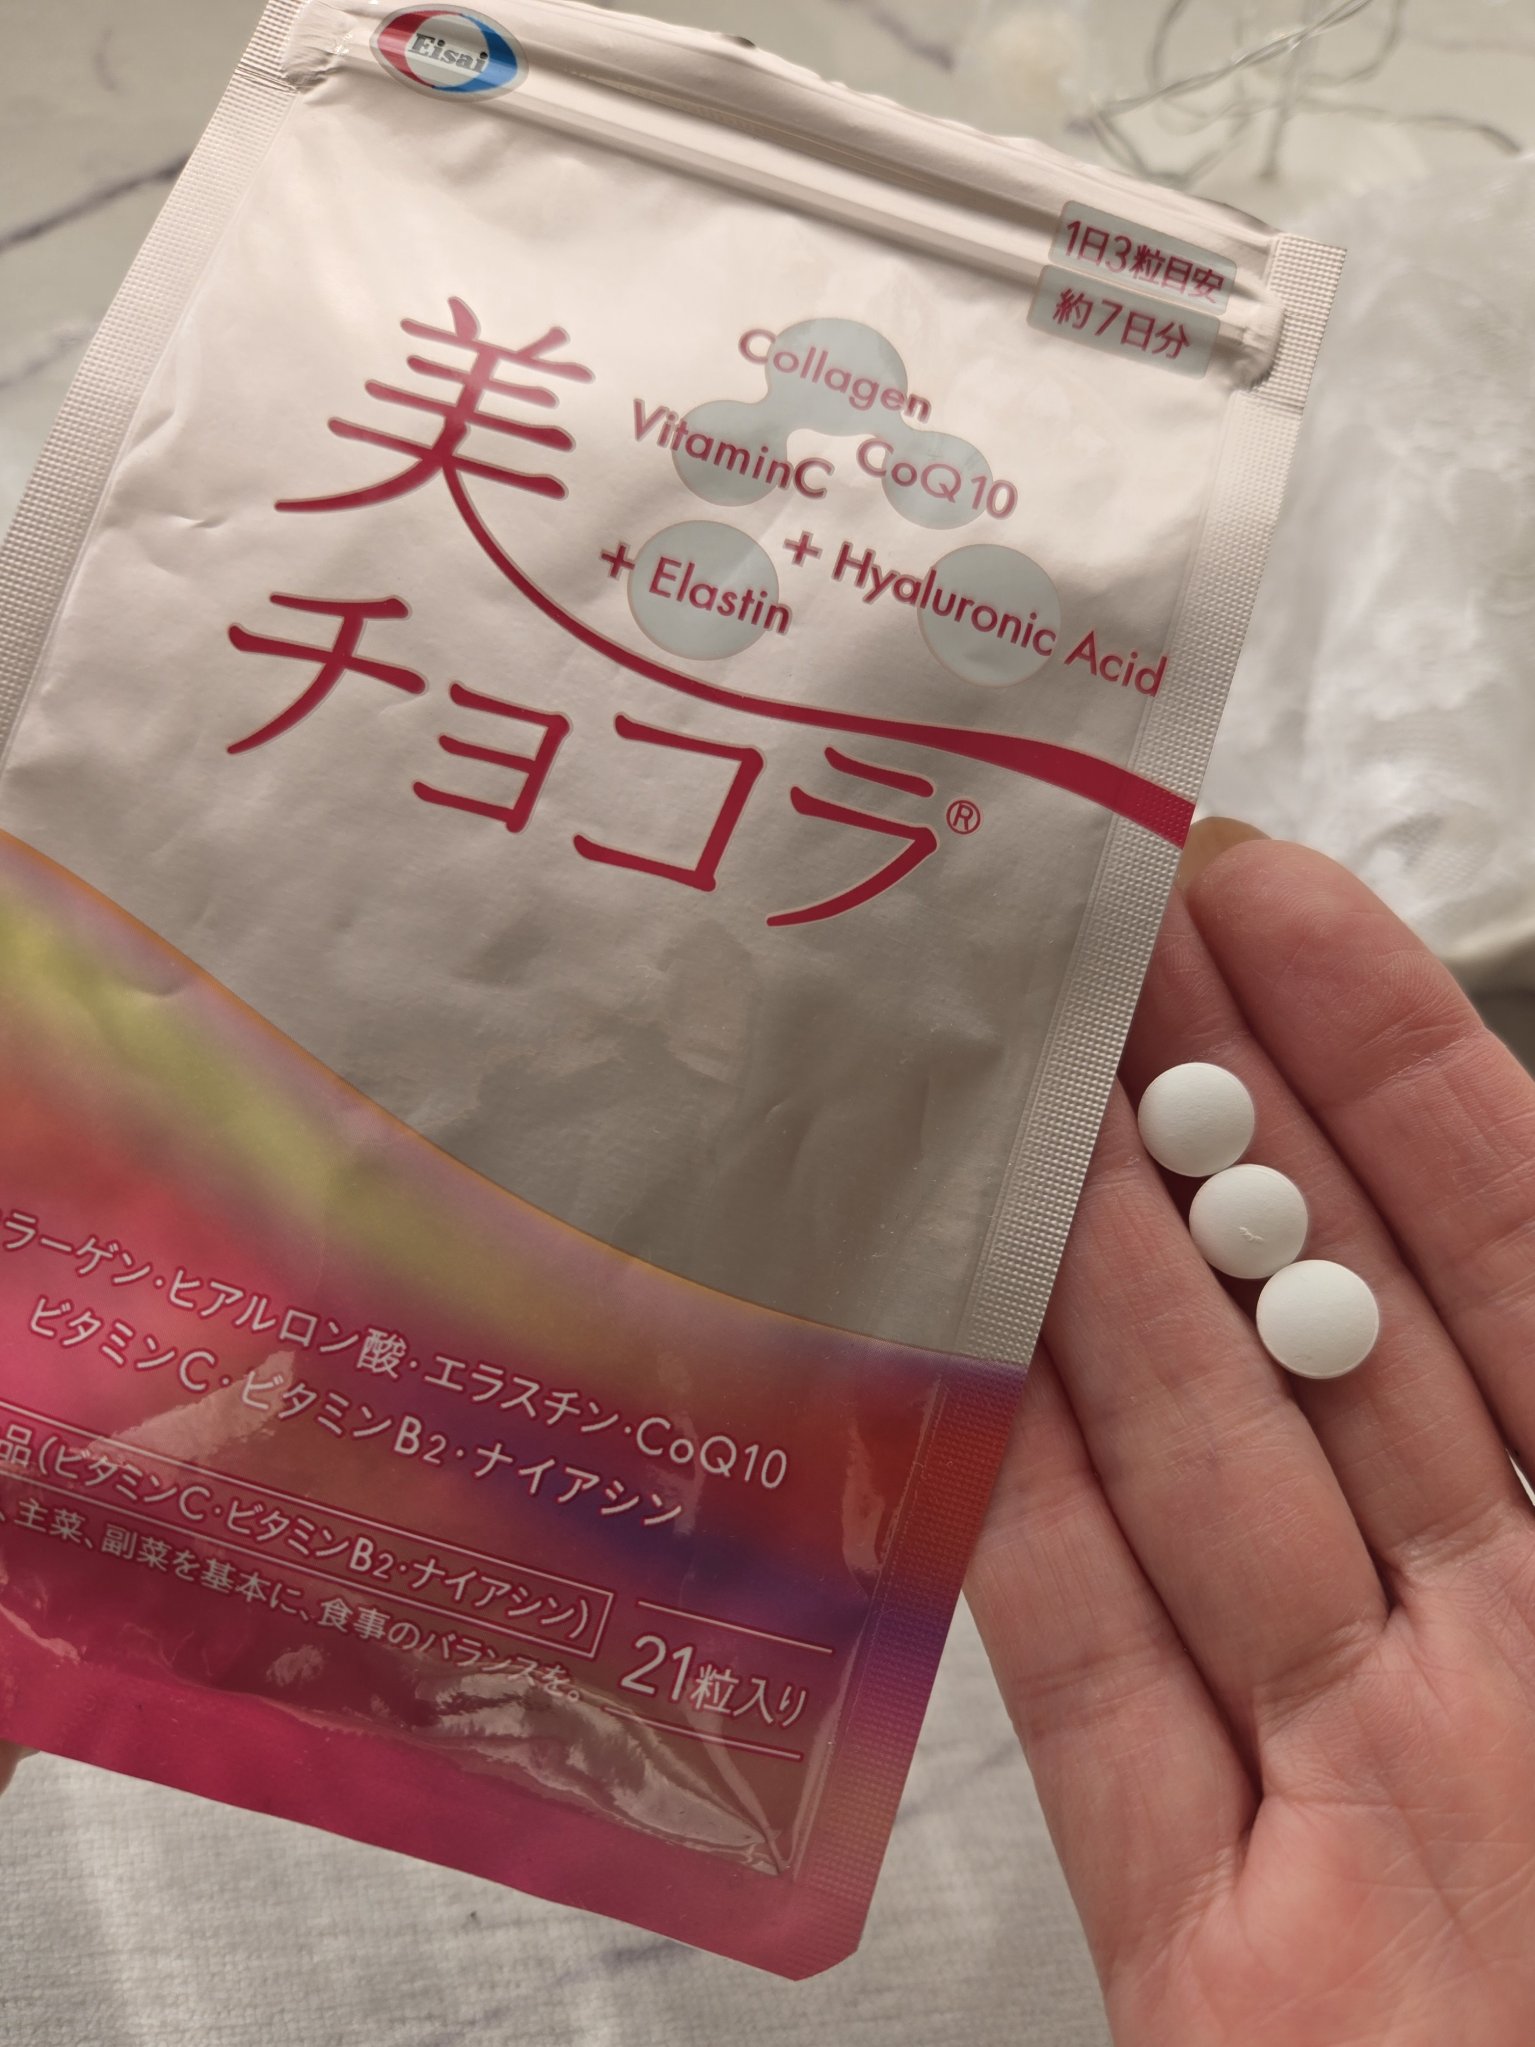 Eisai
1日3粒目安
約7日分
美
チョコラ®
Collagen
VitaminC
CoQ10
+ Elastin
+ Hyaluronic Acid
ラーゲン・ヒアルロン酸・エラスチン・CoQ10
ビタミンC・ビタミンB2・ナイアシン
品(ビタミンC・ビタミンB2・ナイアシン)
、主菜、副菜を基本に、食事のバランスを。
21粒入り